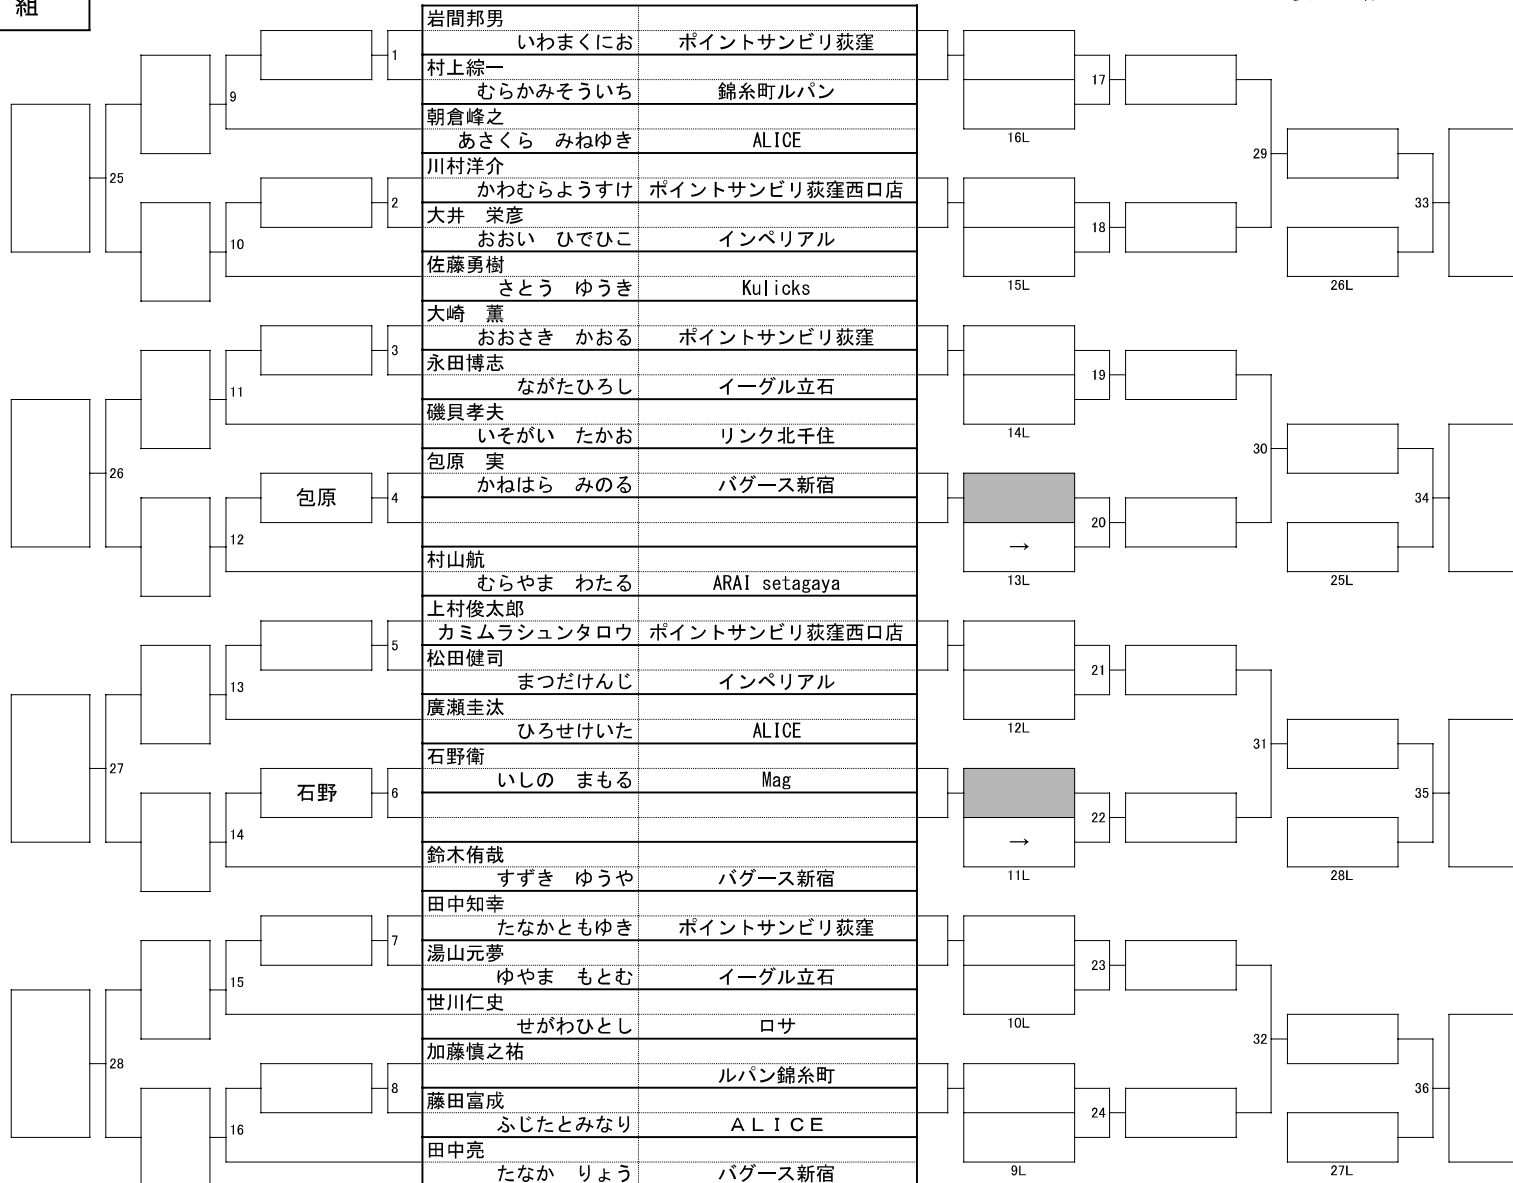 組
岩間邦男
いわまくにお ポイントサンビリ荻窪
1
村上綜一
むらかみそういち 錦糸町ルパン
17
9
朝倉峰之
あさくら みねゆき ALICE
16L
29
川村洋介
25
かわむらようすけ ポイントサンビリ荻窪西口店
2
33
大井 栄彦
18
おおい ひでひこ インペリアル
10
佐藤勇樹
さとう ゆうき Kulicks
15L
26L
大崎 薫
おおさき かおる ポイントサンビリ荻窪
3
永田博志
19
ながたひろし イーグル立石
11
磯貝孝夫
いそがい たかお リンク北千住
14L
30
包原 実
26
かねはら みのる バグース新宿
包原
4
34
20
12
→
村山航
むらやま わたる ARAI setagaya
13L
25L
上村俊太郎
カミムラシュンタロウ ポイントサンビリ荻窪西口店
5
松田健司
21
まつだけんじ インペリアル
13
廣瀬圭汰
ひろせけいた ALICE
12L
31
石野衛
27
いしの まもる Mag
石野
6
35
22
14
→
鈴木侑哉
すずき ゆうや バグース新宿
11L
28L
田中知幸
たなかともゆき ポイントサンビリ荻窪
7
湯山元夢
23
ゆやま もとむ イーグル立石
15
世川仁史
せがわひとし ロサ
10L
32
加藤慎之祐
28
ルパン錦糸町
8
36
藤田富成
24
ふじたとみなり ＡＬＩＣＥ
16
田中亮
たなか りょう バグース新宿
9L
27L